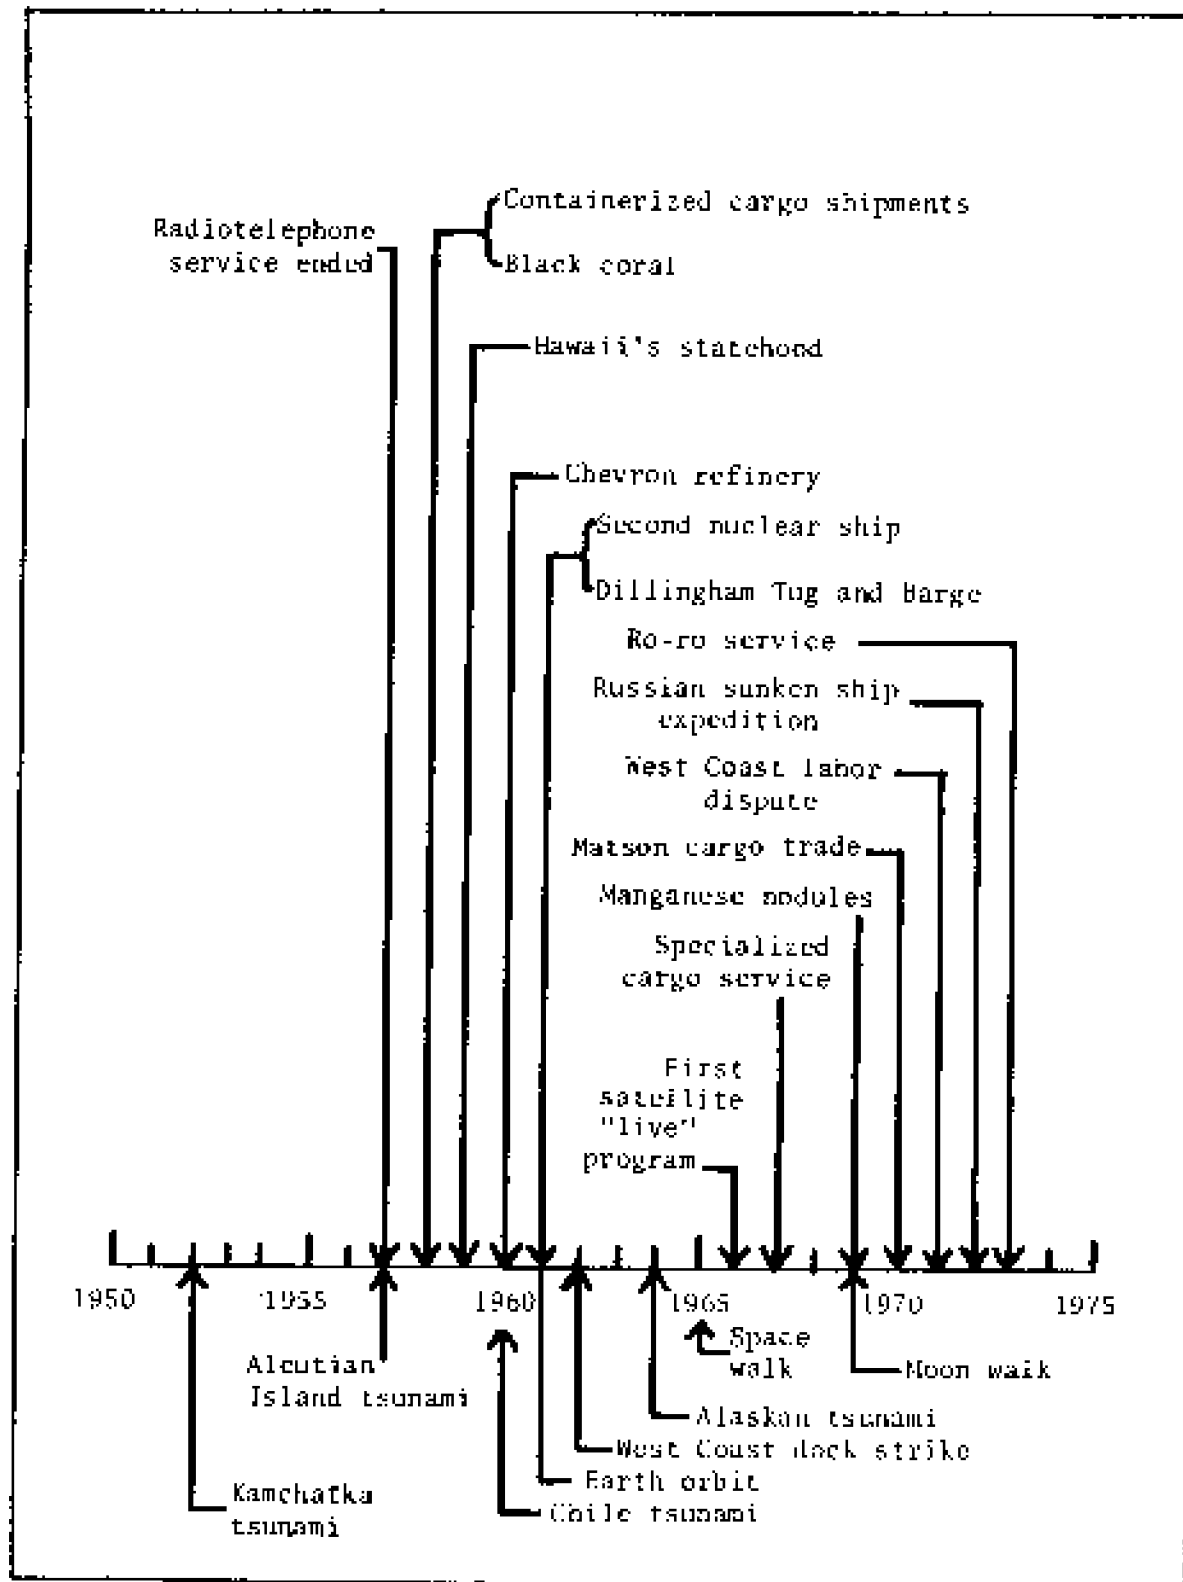 Containerized cargo shipments
Radiotelephone
service ended
Black coral
Hawaii's statehood
Chevron refinery
Second nuclear ship
Dillingham Tug and Barge
Ro-ro service
Russian sunken ship
expedition
West Coast labor
dispute
Matson cargo trade
Manganese nodules
Specialized
cargo service
First
satellite
"live"
program
1950
1955
1960
1965
1970
1975
Space
walk
Aleutian
Island tsunami
Moon walk
Alaskan tsunami
West Coast dock strike
Earth orbit
Kamchatka
tsunami
Chile tsunami